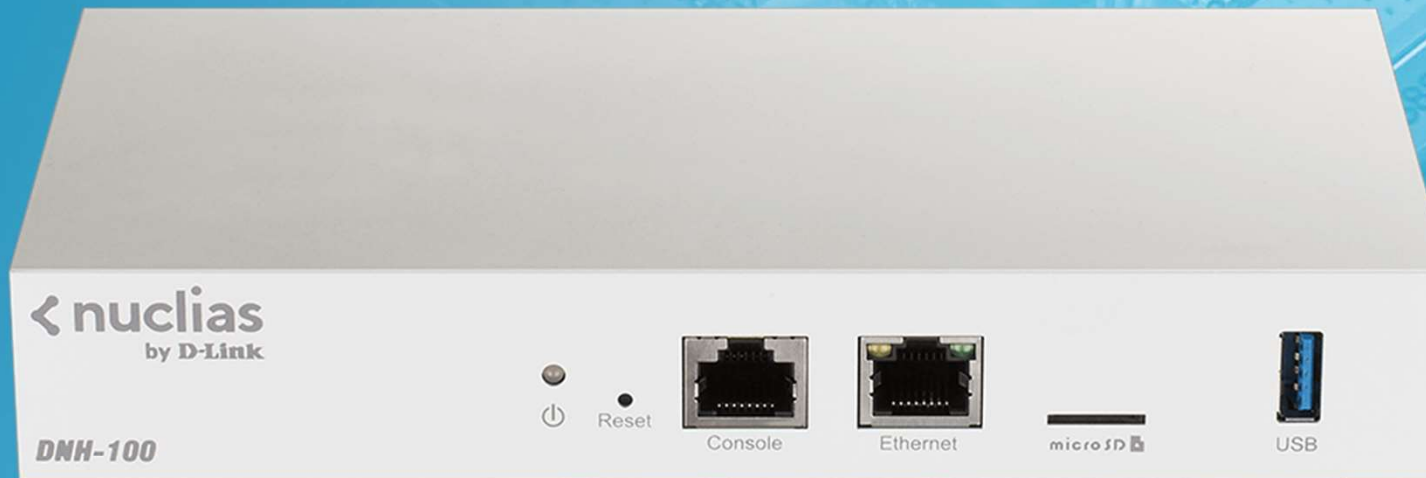 nuclias
by D-Link
DNH-100
Reset
Console
Ethernet
microSD
USB